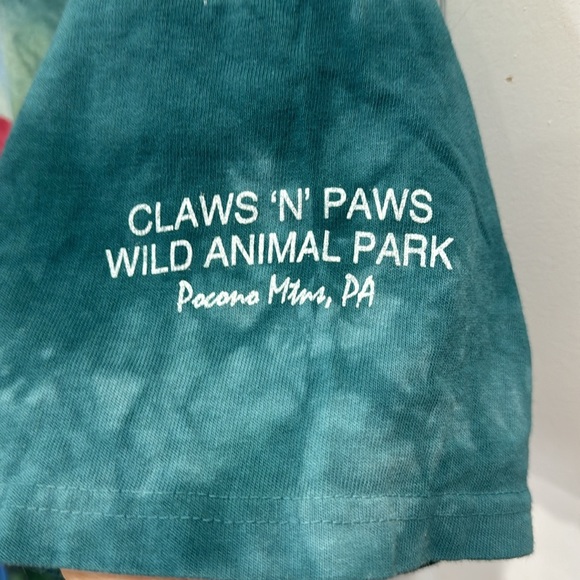 CLAWS 'N' PAWS
WILD ANIMAL PARK
Pocono Mtns, PA